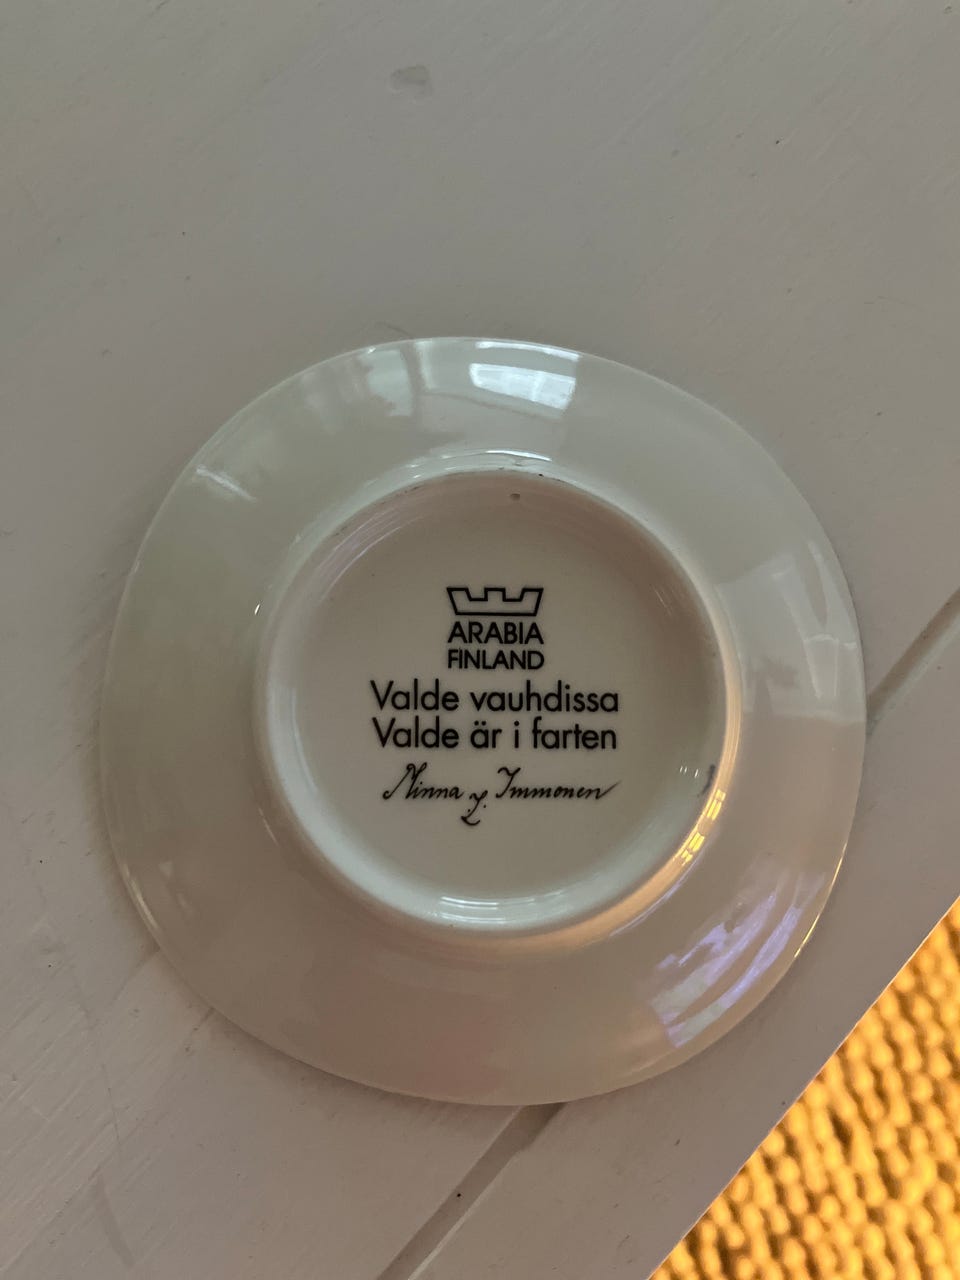 ARABIA
FINLAND
Valde vauhdissa
Valde är i farten
Minna L. Immonen